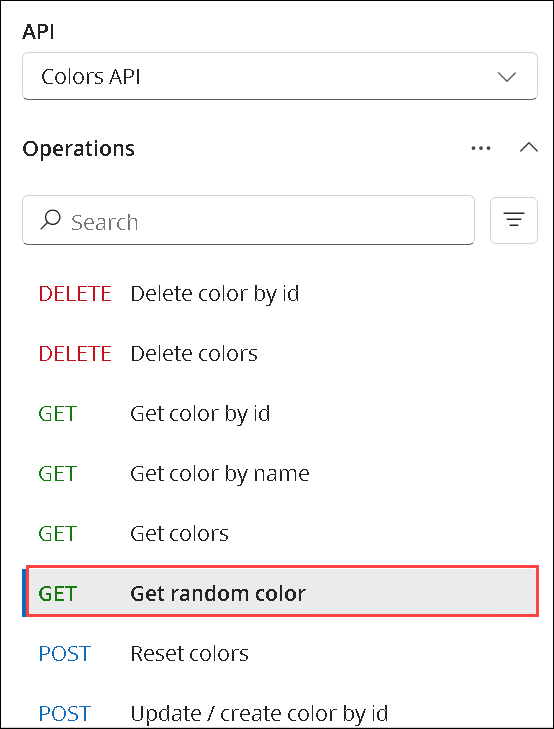 API
Colors API
Operations
Search
DELETE Delete color by id
DELETE Delete colors
GET Get color by id
GET Get color by name
GET Get colors
GET Get random color
POST Reset colors
POST Update / create color by id